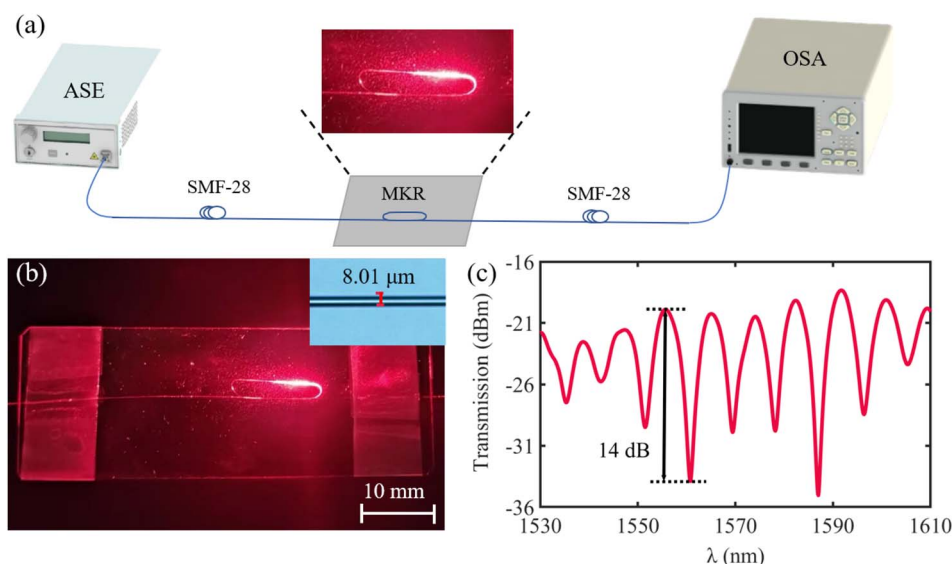 (a)
ASE
OSA
SMF-28
MKR
SMF-28
(b)
8.01 μm
10 mm
(c)
Transmission (dBm)
-16
-21
-26
-31
-36
14 dB
1530
1550
1570
1590
1610
λ (nm)